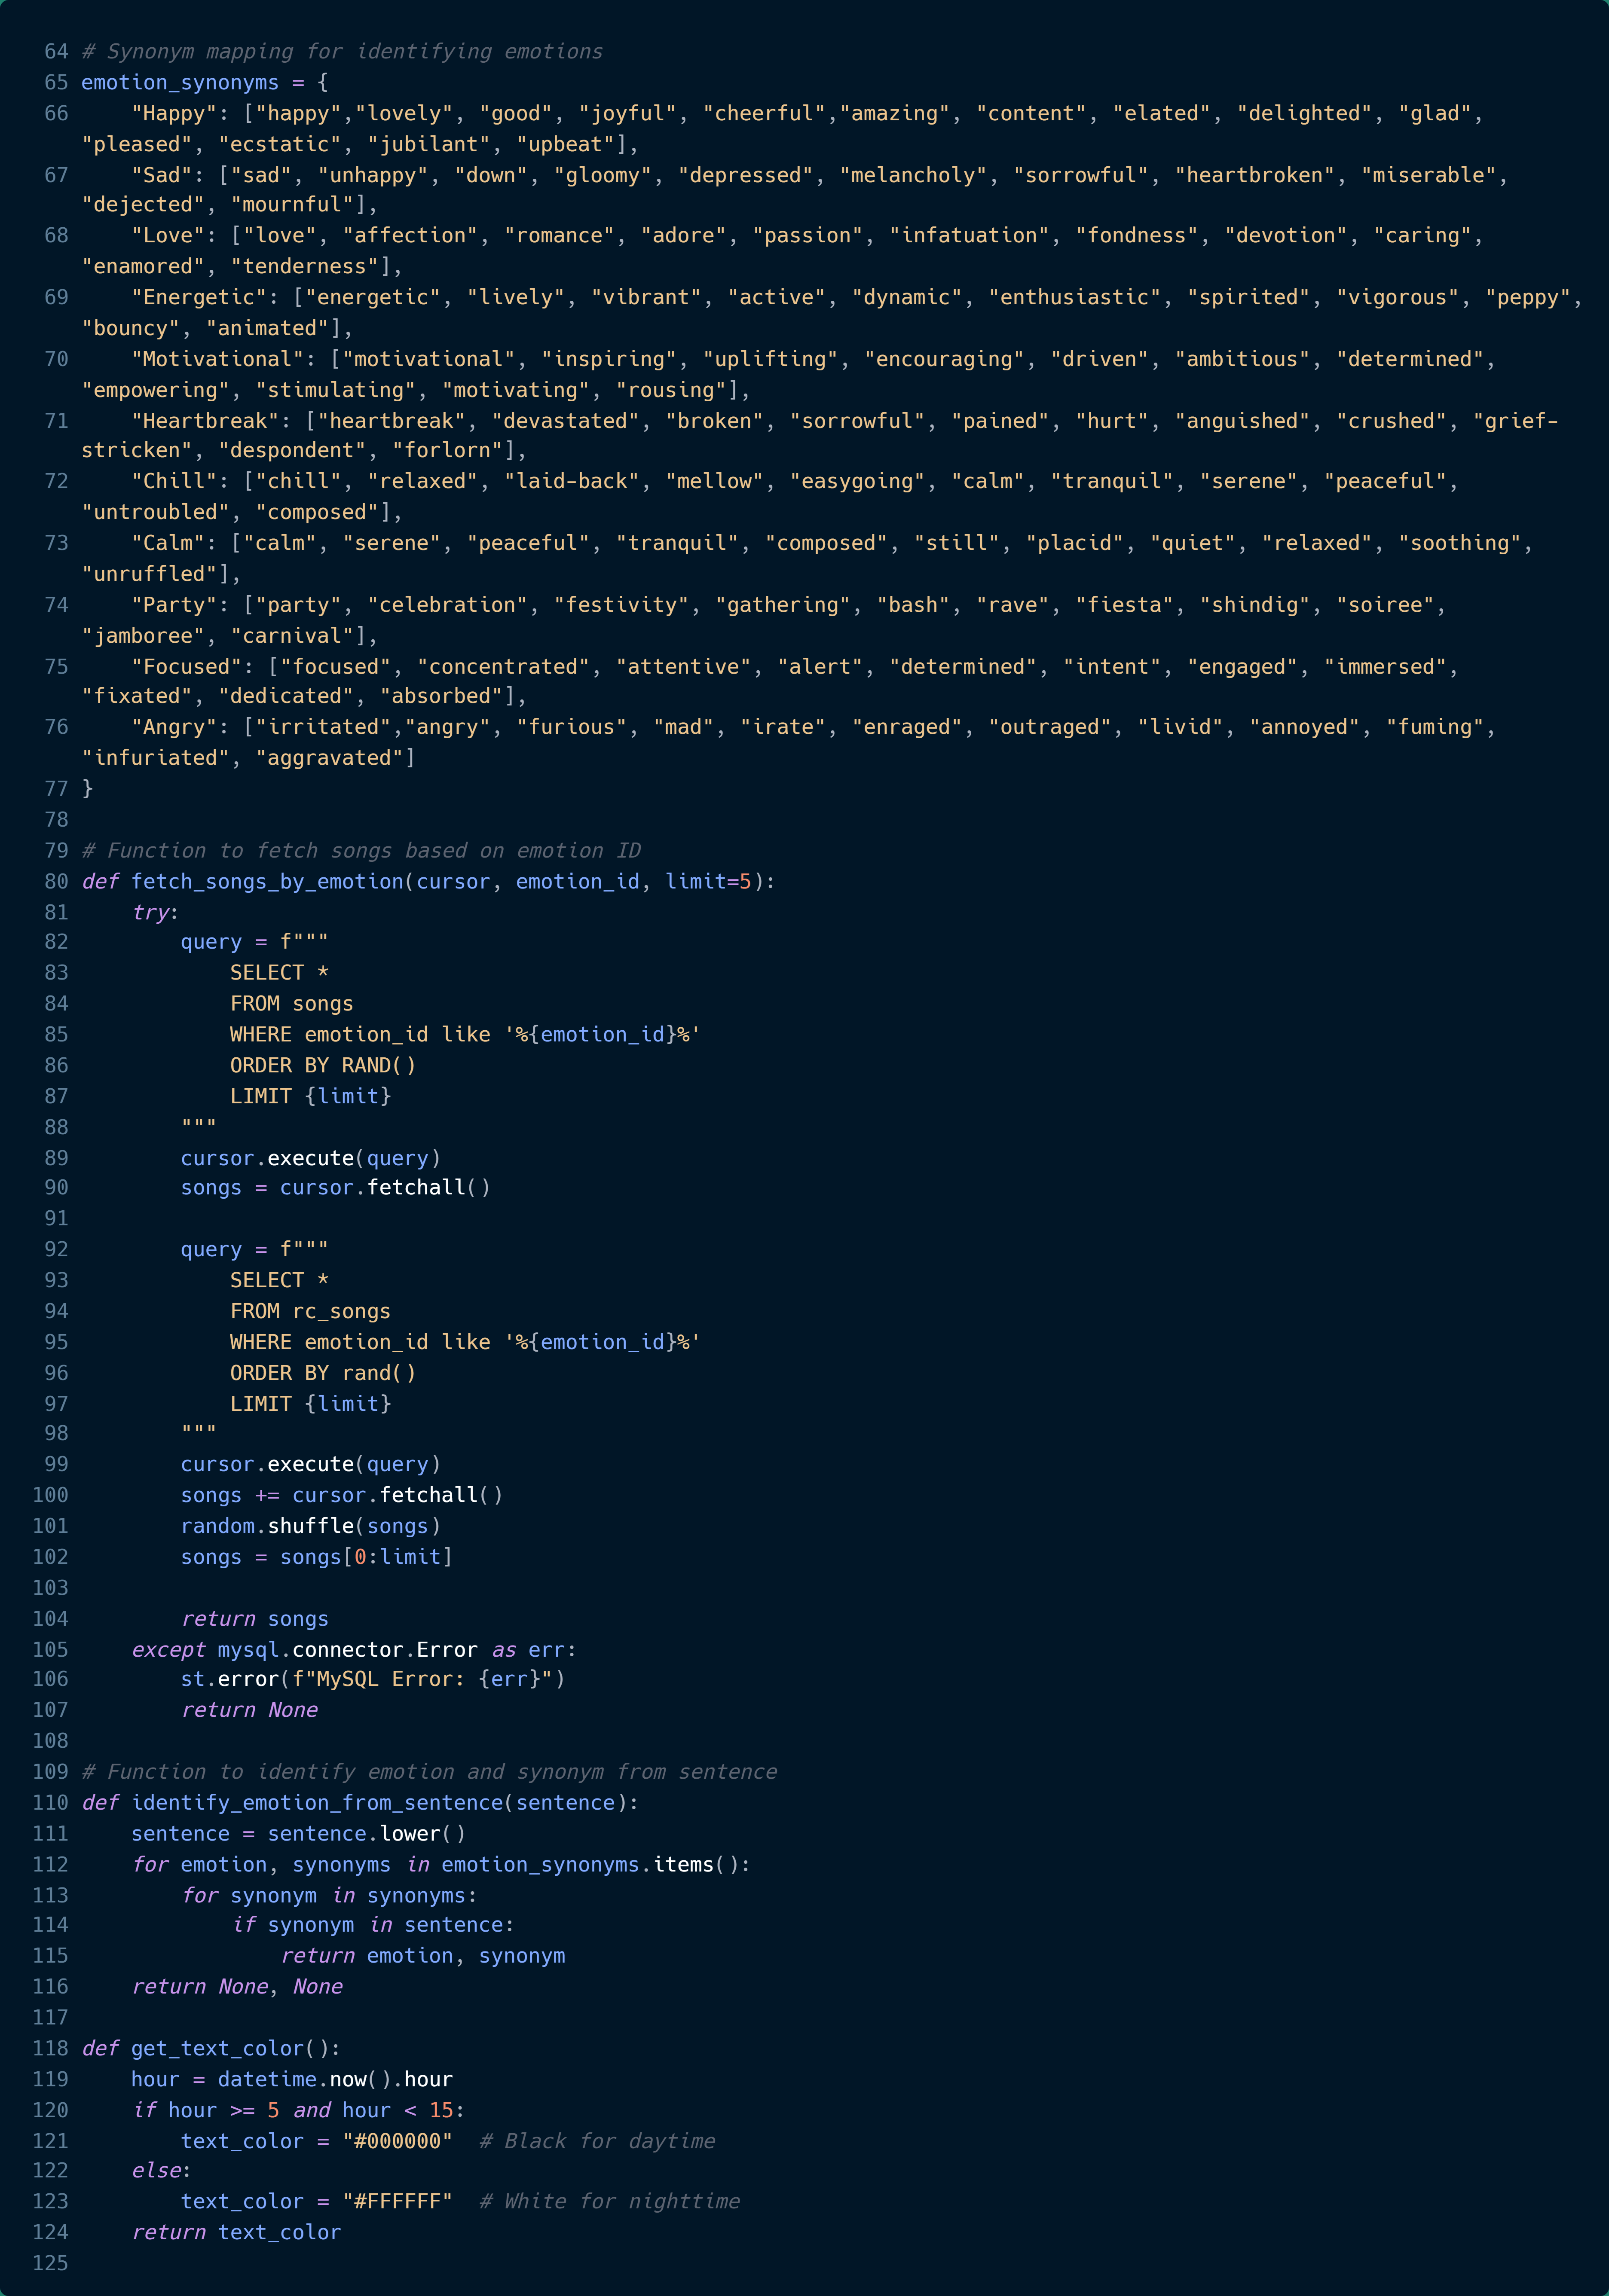 64 # Synonym mapping for identifying emotions
65 emotion_synonyms = {
66     "Happy": ["happy","lovely", "good", "joyful", "cheerful","amazing", "content", "elated", "delighted", "glad",
"pleased", "ecstatic", "jubilant", "upbeat"],
67     "Sad": ["sad", "unhappy", "down", "gloomy", "depressed", "melancholy", "sorrowful", "heartbroken", "miserable",
"dejected", "mournful"],
68     "Love": ["love", "affection", "romance", "adore", "passion", "infatuation", "fondness", "devotion", "caring",
"enamored", "tenderness"],
69     "Energetic": ["energetic", "lively", "vibrant", "active", "dynamic", "enthusiastic", "spirited", "vigorous", "peppy",
"bouncy", "animated"],
70     "Motivational": ["motivational", "inspiring", "uplifting", "encouraging", "driven", "ambitious", "determined",
"empowering", "stimulating", "motivating", "rousing"],
71     "Heartbreak": ["heartbreak", "devastated", "broken", "sorrowful", "pained", "hurt", "anguished", "crushed", "grief-
stricken", "despondent", "forlorn"],
72     "Chill": ["chill", "relaxed", "laid-back", "mellow", "easygoing", "calm", "tranquil", "serene", "peaceful",
"untroubled", "composed"],
73     "Calm": ["calm", "serene", "peaceful", "tranquil", "composed", "still", "placid", "quiet", "relaxed", "soothing",
"unruffled"],
74     "Party": ["party", "celebration", "festivity", "gathering", "bash", "rave", "fiesta", "shindig", "soiree",
"jamboree", "carnival"],
75     "Focused": ["focused", "concentrated", "attentive", "alert", "determined", "intent", "engaged", "immersed",
"fixated", "dedicated", "absorbed"],
76     "Angry": ["irritated","angry", "furious", "mad", "irate", "enraged", "outraged", "livid", "annoyed", "fuming",
"infuriated", "aggravated"]
77 }
78
79 # Function to fetch songs based on emotion ID
80 def fetch_songs_by_emotion(cursor, emotion_id, limit=5):
81     try:
82         query = f"""
83             SELECT *
84             FROM songs
85             WHERE emotion_id like '%{emotion_id}%'
86             ORDER BY RAND()
87             LIMIT {limit}
88         """
89         cursor.execute(query)
90         songs = cursor.fetchall()
91
92         query = f"""
93             SELECT *
94             FROM rc_songs
95             WHERE emotion_id like '%{emotion_id}%'
96             ORDER BY rand()
97             LIMIT {limit}
98         """
99         cursor.execute(query)
100         songs += cursor.fetchall()
101         random.shuffle(songs)
102         songs = songs[0:limit]
103
104         return songs
105     except mysql.connector.Error as err:
106         st.error(f"MySQL Error: {err}")
107         return None
108
109 # Function to identify emotion and synonym from sentence
110 def identify_emotion_from_sentence(sentence):
111     sentence = sentence.lower()
112     for emotion, synonyms in emotion_synonyms.items():
113         for synonym in synonyms:
114             if synonym in sentence:
115                 return emotion, synonym
116     return None, None
117
118 def get_text_color():
119     hour = datetime.now().hour
120     if hour >= 5 and hour < 15:
121         text_color = "#000000"  # Black for daytime
122     else:
123         text_color = "#FFFFFF"  # White for nighttime
124     return text_color
125